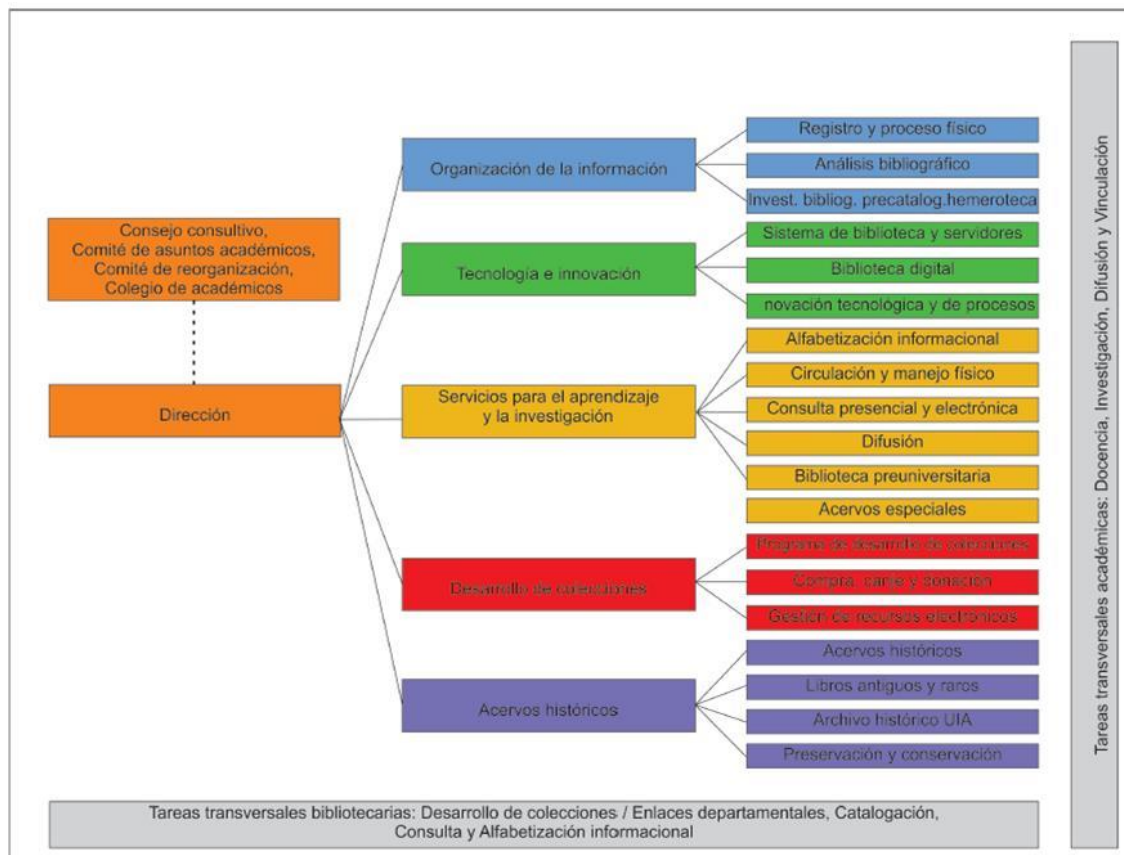 Consejo consultivo,
Comité de asuntos académicos,
Comité de reorganización,
Colegio de académicos
Dirección
Organización de la información
Registro y proceso físico
Análisis bibliográfico
Invest. bibliog. precatalog.hemeroteca
Tecnología e innovación
Sistema de biblioteca y servidores
Biblioteca digital
novación tecnológica y de procesos
Servicios para el aprendizaje
y la investigación
Alfabetización informacional
Circulación y manejo físico
Consulta presencial y electrónica
Difusión
Biblioteca preuniversitaria
Acervos especiales
Desarrollo de colecciones
Programa de desarrollo de colecciones
Compra, canje y donación
Gestión de recursos electrónicos
Acervos históricos
Acervos históricos
Libros antiguos y raros
Archivo histórico UIA
Preservación y conservación
Tareas transversales bibliotecarias: Desarrollo de colecciones / Enlaces departamentales, Catalogación,
Consulta y Alfabetización informacional
Tareas transversales académicas: Docencia, Investigación, Difusión y Vinculación